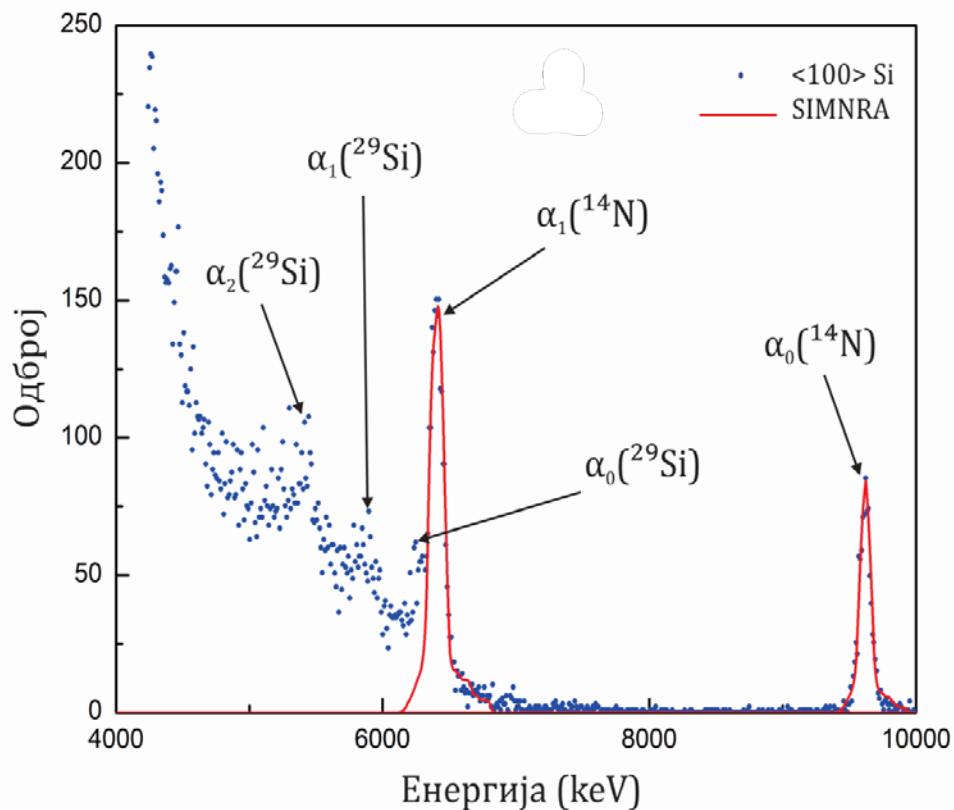 250
200
150
100
50
0
4000
6000
8000
10000
Одброј
Енергија (keV)
<100> Si
SIMNRA
α₁(²⁹Si)
α₁(¹⁴N)
α₂(²⁹Si)
α₀(¹⁴N)
α₀(²⁹Si)